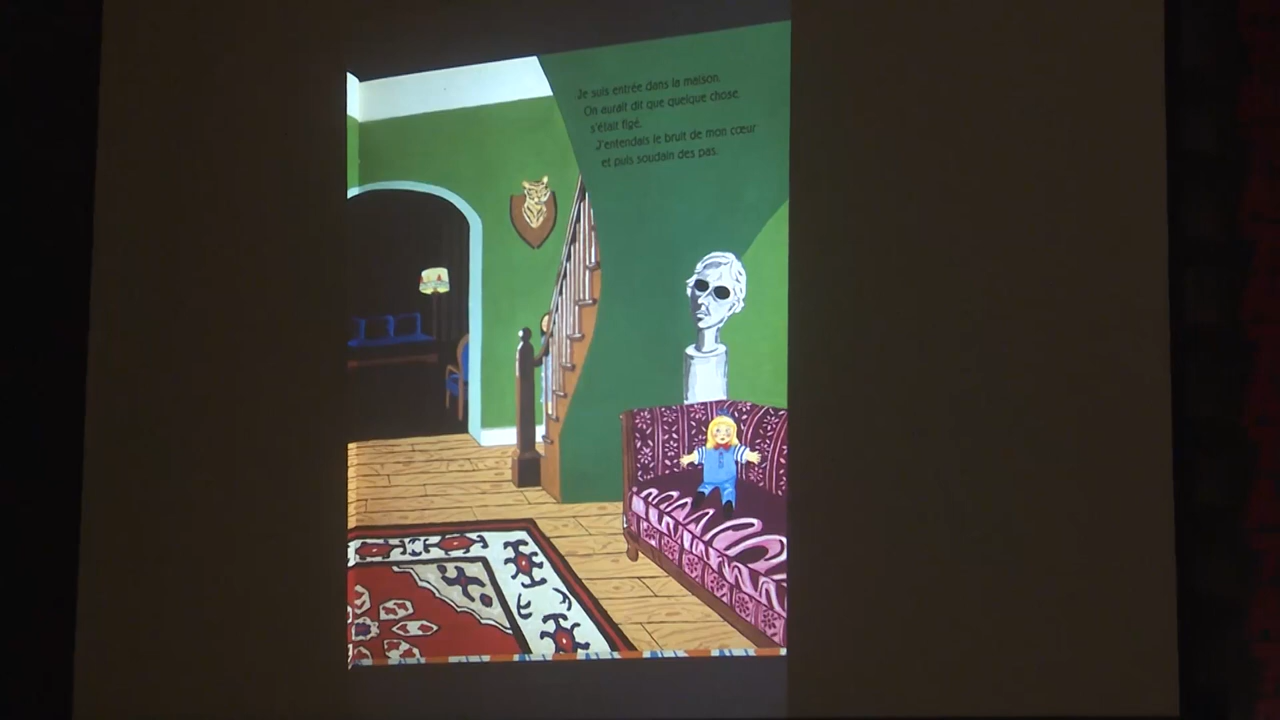 Je suis entrée dans la maison.
On aurait dit que quelque chose
s'était figé.
J'entendais le bruit de mon cœur
et puis soudain des pas.